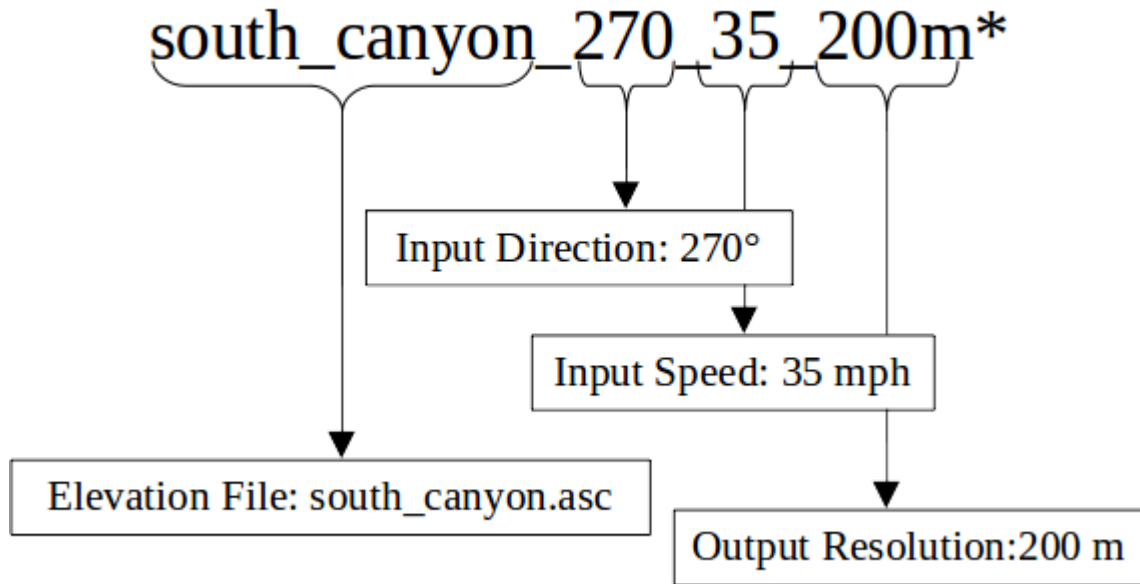 south_canyon_270_35_200m*
Input Direction: 270°
Input Speed: 35 mph
Elevation File: south_canyon.asc
Output Resolution:200 m